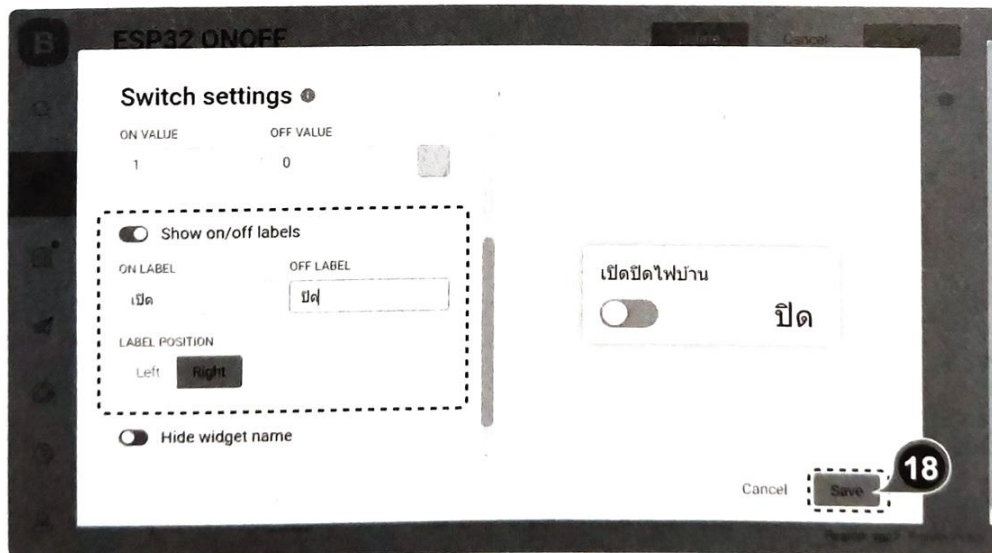 B
ESP32 ONOFF
Cancel
Switch settings
ON VALUE
OFF VALUE
1
0
Show on/off labels
ON LABEL
OFF LABEL
เปิด
ปิด
LABEL POSITION
Left
Right
Hide widget name
เปิดปิดไฟบ้าน
ปิด
Cancel
Save
18